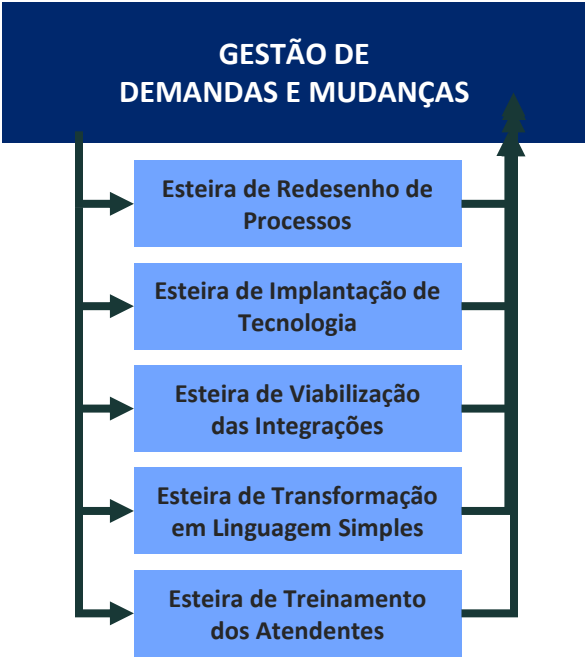 GESTÃO DE
DEMANDAS E MUDANÇAS
Esteira de Redesenho de
Processos
Esteira de Implantação de
Tecnologia
Esteira de Viabilização
das Integrações
Esteira de Transformação
em Linguagem Simples
Esteira de Treinamento
dos Atendentes